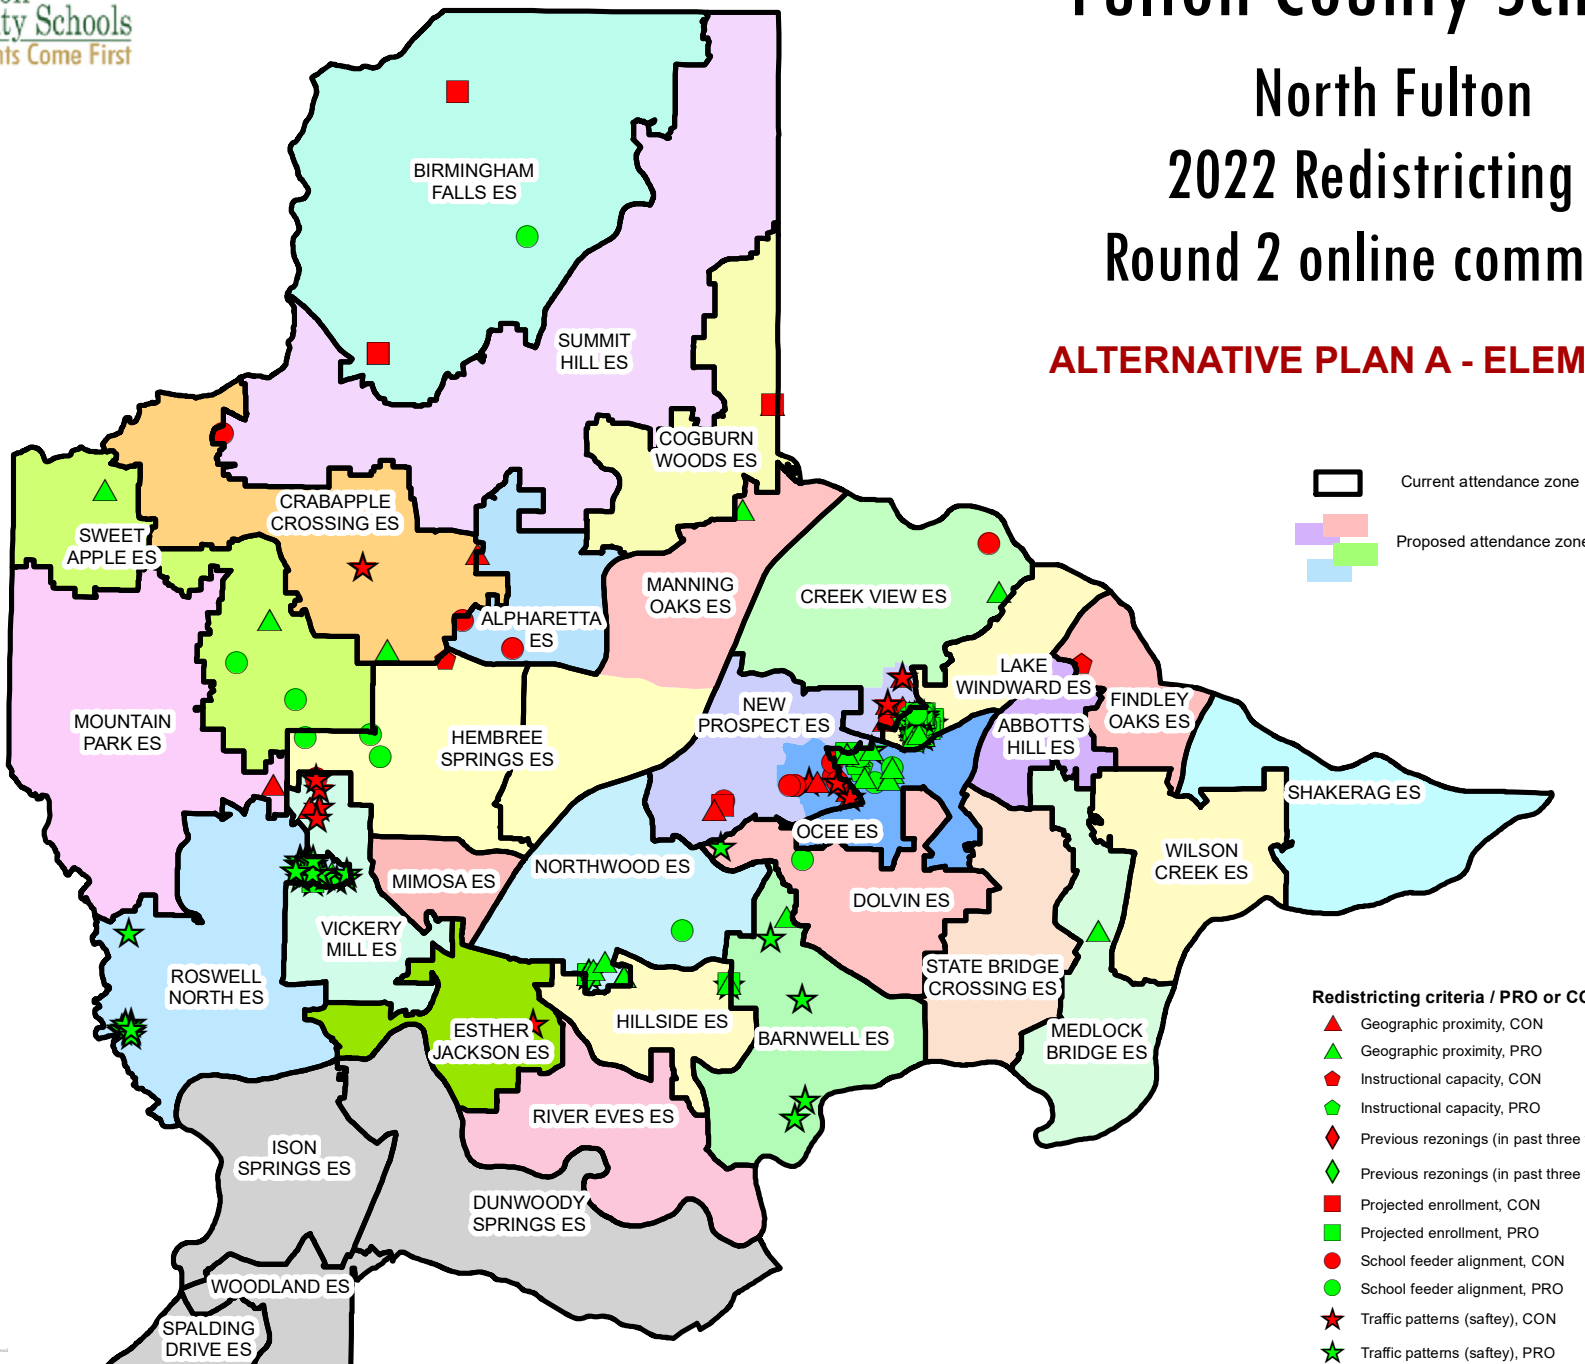 ty Schools
nts Come First
North Fulton
2022 Redistricting
Round 2 online comm
ALTERNATIVE PLAN A - ELEM
Current attendance zone
Proposed attendance zone
BIRMINGHAM
FALLS ES
SUMMIT
HILL ES
COGBURN
WOODS ES
CRABAPPLE
CROSSING ES
SWEET
APPLE ES
MANNING
OAKS ES
CREEK VIEW ES
ALPHARETTA
ES
LAKE
WINDWARD ES
FINDLEY
OAKS ES
NEW
PROSPECT ES
ABBOTTS
HILL ES
MOUNTAIN
PARK ES
HEMBREE
SPRINGS ES
SHAKERAG ES
OCEE ES
WILSON
CREEK ES
NORTHWOOD ES
MIMOSA ES
DOLVIN ES
VICKERY
MILL ES
STATE BRIDGE
CROSSING ES
ROSWELL
NORTH ES
HILLSIDE ES
ESTHER
JACKSON ES
BARNWELL ES
MEDLOCK
BRIDGE ES
RIVER EVES ES
ISON
SPRINGS ES
DUNWOODY
SPRINGS ES
WOODLAND ES
SPALDING
DRIVE ES
Redistricting criteria / PRO or CO
Geographic proximity, CON
Geographic proximity, PRO
Instructional capacity, CON
Instructional capacity, PRO
Previous rezonings (in past three
Previous rezonings (in past three
Projected enrollment, CON
Projected enrollment, PRO
School feeder alignment, CON
School feeder alignment, PRO
Traffic patterns (saftey), CON
Traffic patterns (saftey), PRO